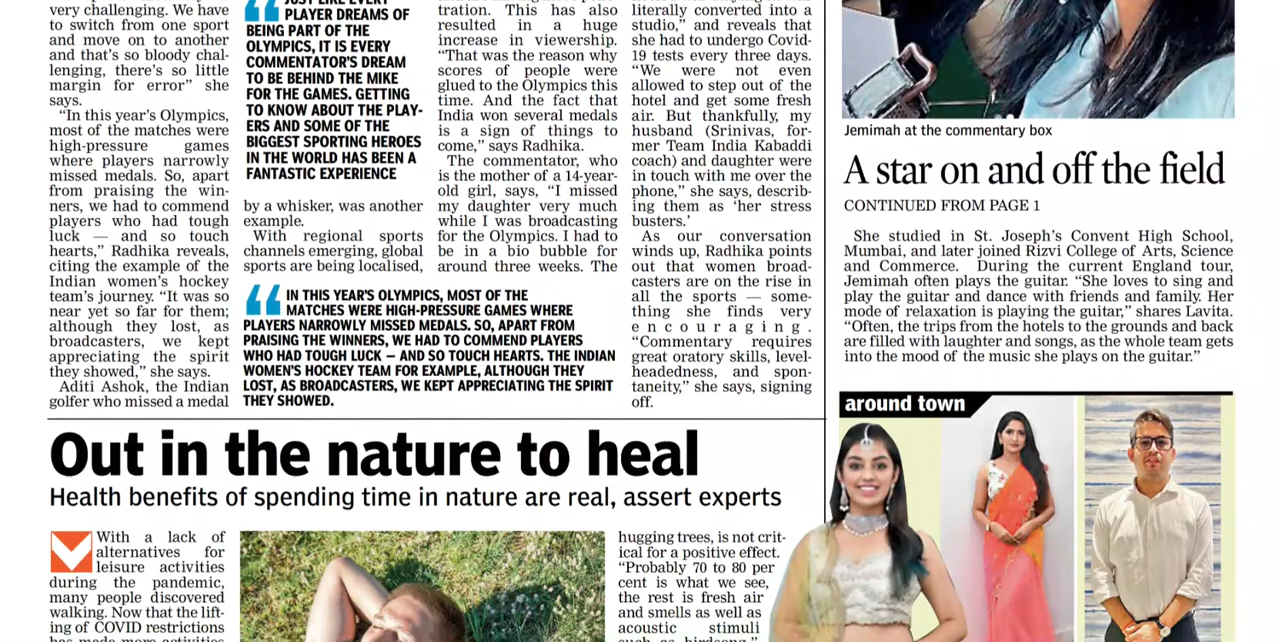 very challenging. We have
to switch from one sport
and move on to another
and that's so bloody chal-
lenging, there's so little
margin for error" she
says.
"In this year's Olympics,
most of the matches were
high-pressure games
where players narrowly
missed medals. So, apart
from praising the win-
ners, we had to commend
players who had tough
luck — and so touch
hearts," Radhika reveals,
citing the example of the
Indian women's hockey
team's journey. "It was so
near yet so far for them;
although they lost, as
broadcasters, we kept
appreciating the spirit
they showed," she says.
Aditi Ashok, the Indian
golfer who missed a medal
JUST LIKE EVERY
PLAYER DREAMS OF
BEING PART OF THE
OLYMPICS, IT IS EVERY
COMMENTATOR'S DREAM
TO BE BEHIND THE MIKE
FOR THE GAMES. GETTING
TO KNOW ABOUT THE PLAY-
ERS AND SOME OF THE
BIGGEST SPORTING HEROES
IN THE WORLD HAS BEEN A
FANTASTIC EXPERIENCE
by a whisker, was another
example.
With regional sports
channels emerging, global
sports are being localised,
tration. This has also
resulted in a huge
increase in viewership.
"That was the reason why
scores of people were
glued to the Olympics this
time. And the fact that
India won several medals
is a sign of things to
come," says Radhika.
The commentator, who
is the mother of a 14-year-
old girl, says, "I missed
my daughter very much
while I was broadcasting
for the Olympics. I had to
be in a bio bubble for
around three weeks. The
IN THIS YEAR'S OLYMPICS, MOST OF THE
MATCHES WERE HIGH-PRESSURE GAMES WHERE
PLAYERS NARROWLY MISSED MEDALS. SO, APART FROM
PRAISING THE WINNERS, WE HAD TO COMMEND PLAYERS
WHO HAD TOUGH LUCK — AND SO TOUCH HEARTS. THE INDIAN
WOMEN'S HOCKEY TEAM FOR EXAMPLE, ALTHOUGH THEY
LOST, AS BROADCASTERS, WE KEPT APPRECIATING THE SPIRIT
THEY SHOWED.
literally converted into a
studio," and reveals that
she had to undergo Covid-
19 tests every three days.
"We were not even
allowed to step out of the
hotel and get some fresh
air. But thankfully, my
husband (Srinivas, for-
mer Team India Kabaddi
coach) and daughter were
in touch with me over the
phone," she says, describ-
ing them as 'her stress
busters.'
As our conversation
winds up, Radhika points
out that women broad-
casters are on the rise in
all the sports — some-
thing she finds very
encouraging.
"Commentary requires
great oratory skills, level-
headedness, and spon-
taneity," she says, signing
off.
Jemimah at the commentary box
A star on and off the field
CONTINUED FROM PAGE 1
She studied in St. Joseph's Convent High School,
Mumbai, and later joined Rizvi College of Arts, Science
and Commerce. During the current England tour,
Jemimah often plays the guitar. "She loves to sing and
play the guitar and dance with friends and family. Her
mode of relaxation is playing the guitar," shares Lavita.
"Often, the trips from the hotels to the grounds and back
are filled with laughter and songs, as the whole team gets
into the mood of the music she plays on the guitar."
around town
Out in the nature to heal
Health benefits of spending time in nature are real, assert experts
With a lack of
alternatives for
leisure activities
during the pandemic,
many people discovered
walking. Now that the lift-
ing of COVID restrictions
has made more activities
hugging trees, is not crit-
ical for a positive effect.
"Probably 70 to 80 per
cent is what we see,
the rest is fresh air
and smells as well as
acoustic stimuli
such as birdsong,"